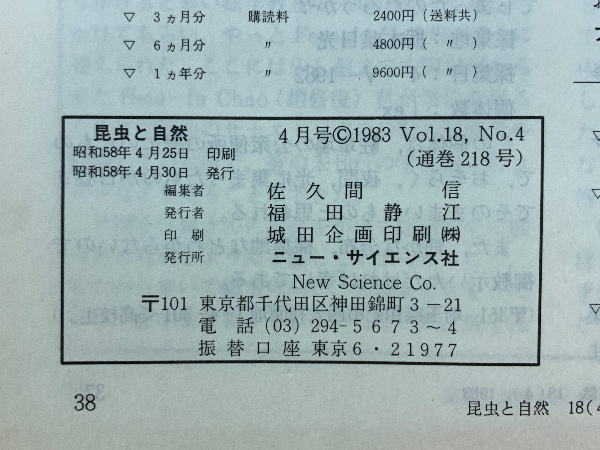 ▽ 3ヵ月分 購読料 2400円(送料共)
▽ 6ヵ月分 〃 4800円( 〃 )
▽ 1ヵ年分 〃 9600円( 〃 )
昆虫と自然 4月号©1983 Vol.18, No.4
昭和58年4月25日 印刷 (通巻218号)
昭和58年4月30日 発行
編集者 佐久間 信
発行者 福田静江
印刷 城田企画印刷㈱
発行所 ニュー・サイエンス社
New Science Co.
〒101 東京都千代田区神田錦町3-21
電話 (03) 294-5673~4
振替口座 東京6・21977
38
昆虫と自然 18(4